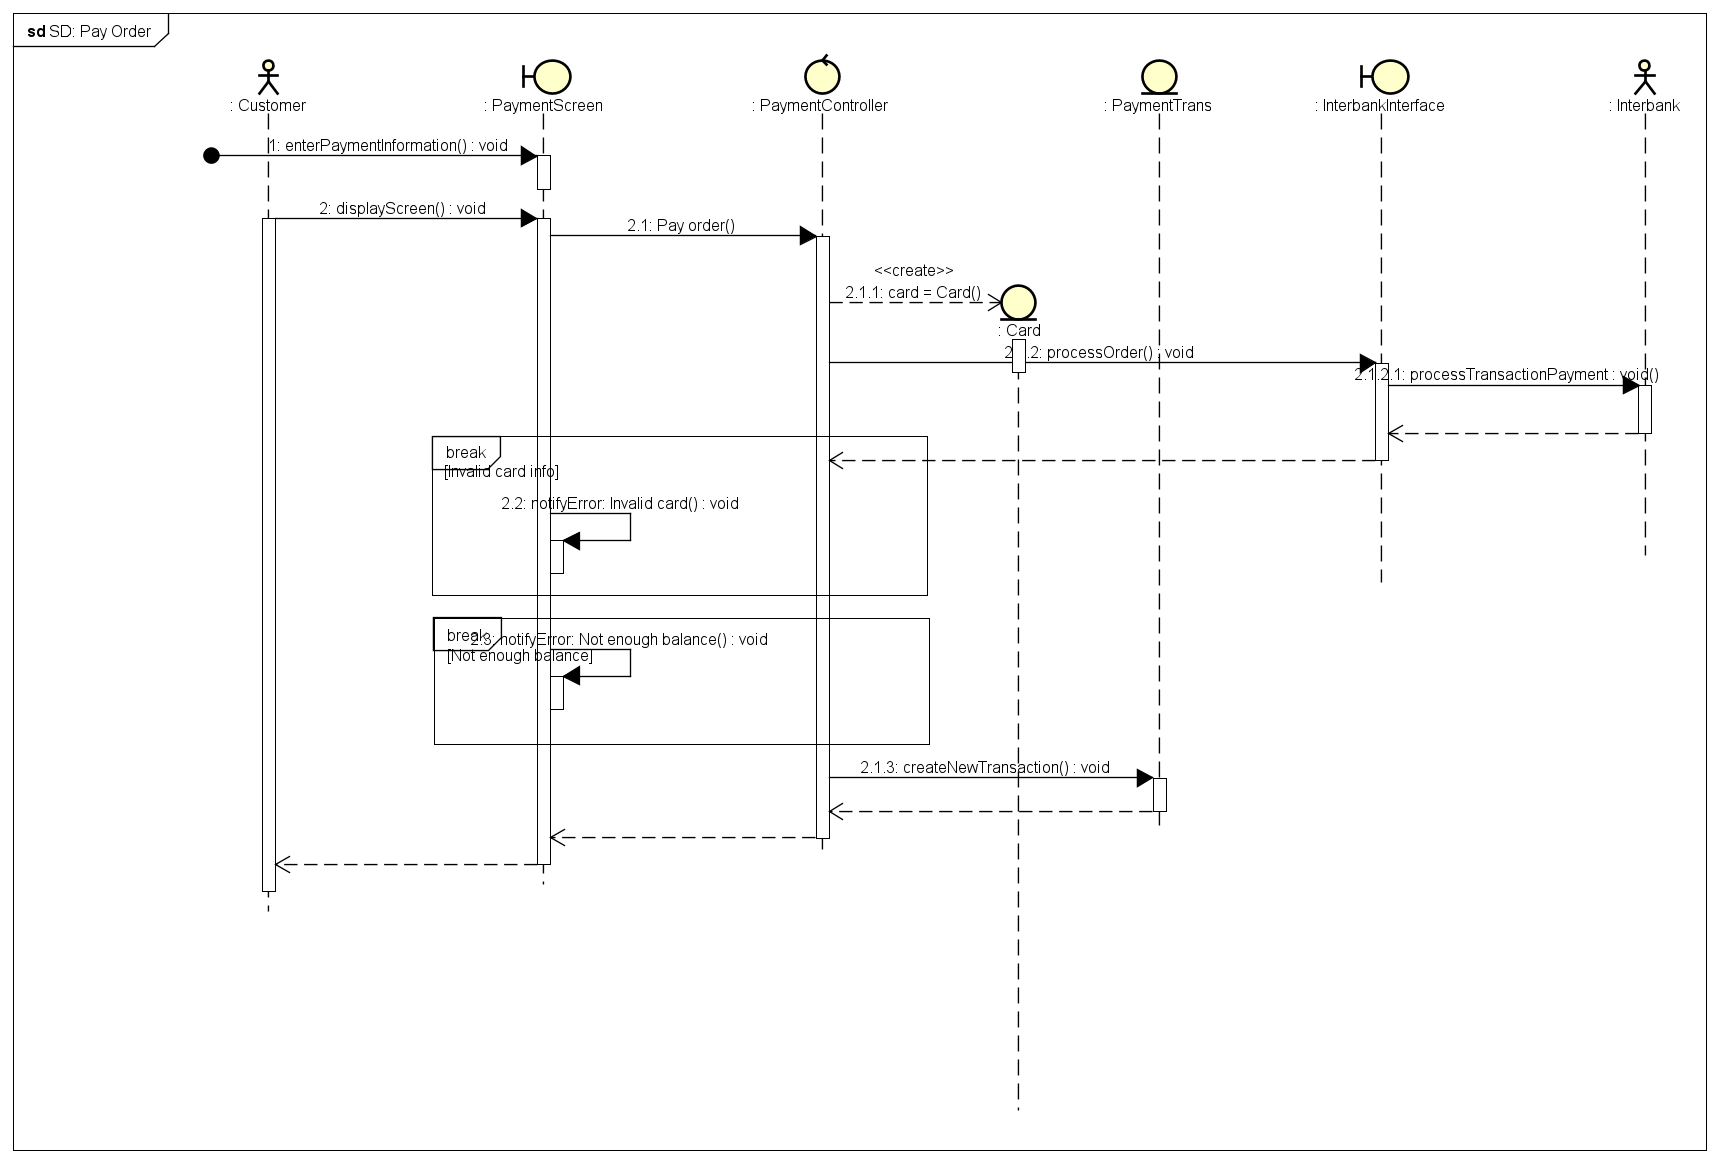 sd SD: Pay Order
: Customer
: PaymentScreen
: PaymentController
: PaymentTrans
: InterbankInterface
: Interbank
1: enterPaymentInformation() : void
2: displayScreen() : void
2.1: Pay order()
<<create>>
2.1.1: card = Card()
: Card
2.1.2: processOrder() : void
2.1.2.1: processTransactionPayment : void()
break
[Invalid card info]
2.2: notifyError: Invalid card() : void
break
2.3: notifyError: Not enough balance() : void
[Not enough balance]
2.1.3: createNewTransaction() : void